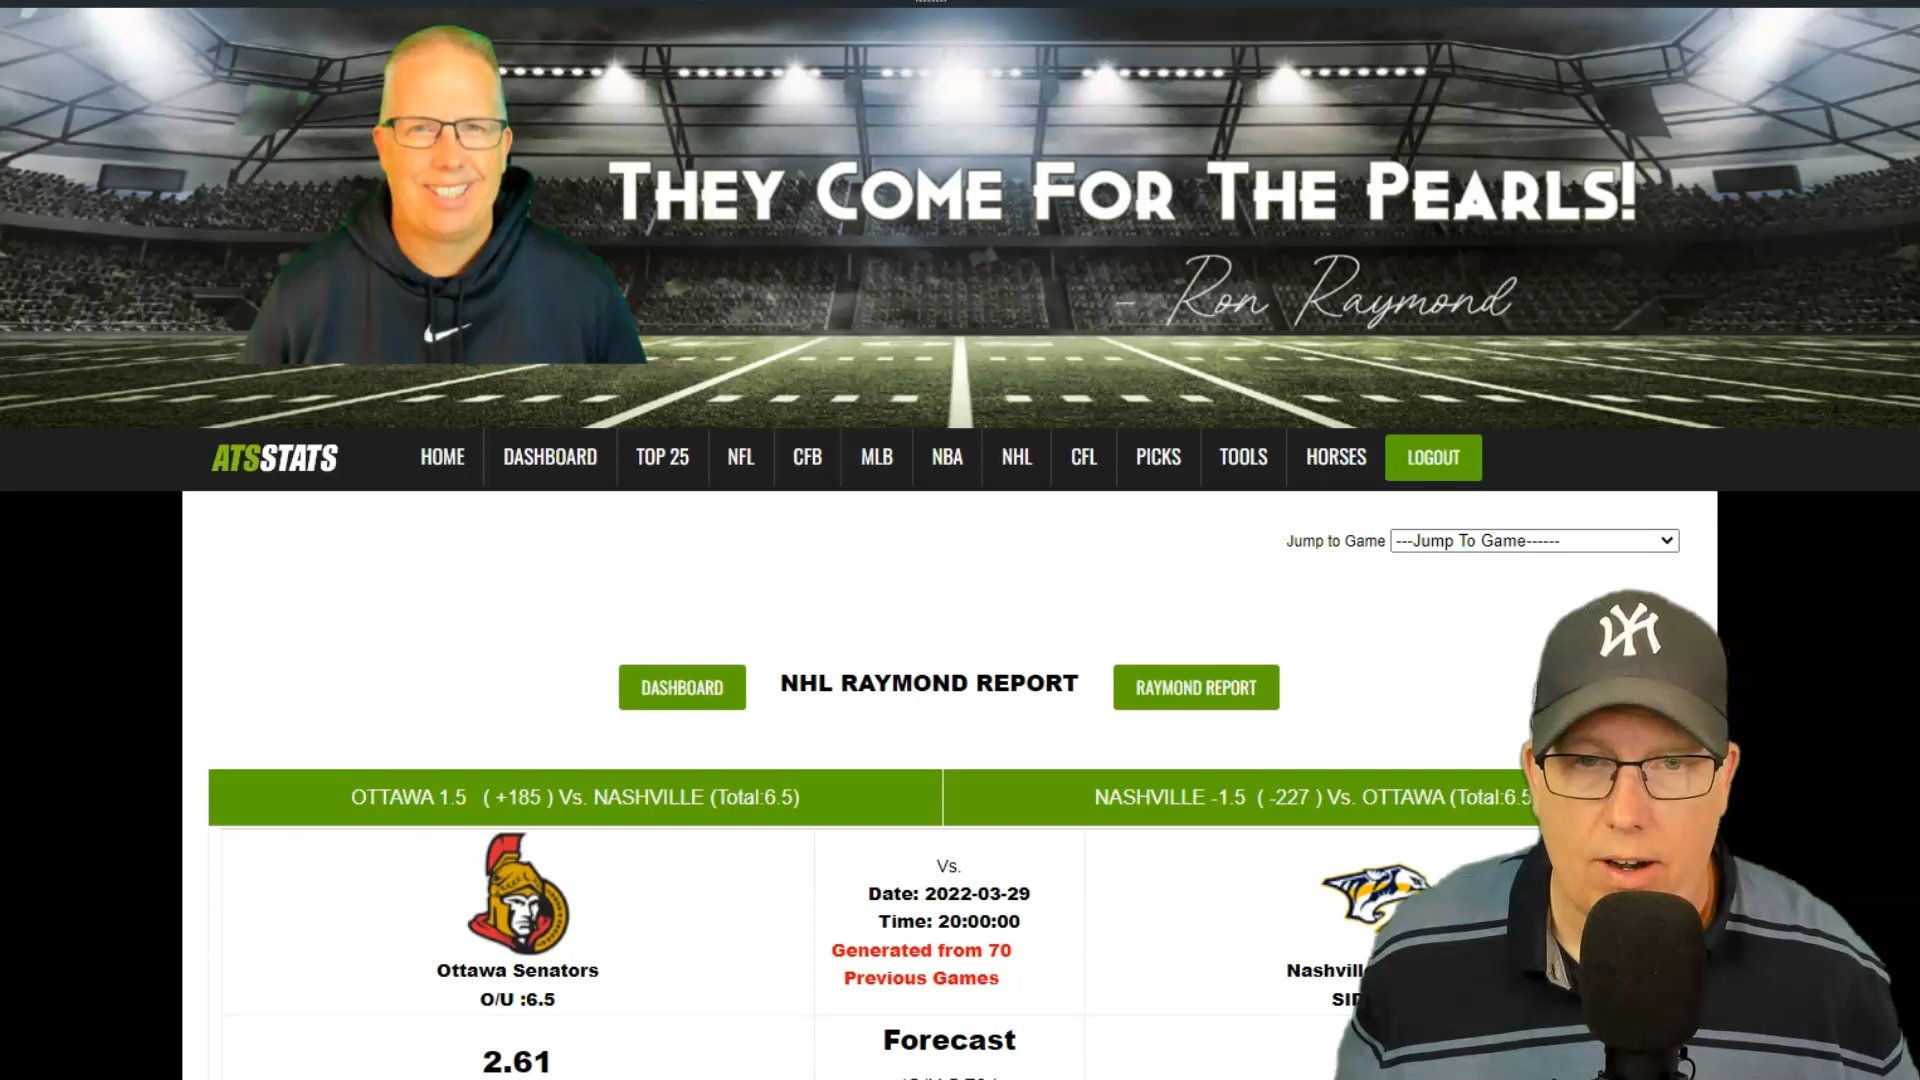 THEY COME FOR THE PEARLS!
- Ron Raymond
ATSSTATS HOME DASHBOARD TOP 25 NFL CFB MLB NBA NHL CFL PICKS TOOLS HORSES LOGOUT
Jump to Game ---Jump To Game------
DASHBOARD NHL RAYMOND REPORT RAYMOND REPORT
OTTAWA 1.5 ( +185 ) Vs. NASHVILLE (Total:6.5) NASHVILLE -1.5 ( -227 ) Vs. OTTAWA (Total:6.5
Vs.
Date: 2022-03-29
Time: 20:00:00
Generated from 70
Previous Games
Ottawa Senators
O/U :6.5
Nashvill
SID
Forecast
2.61
NY